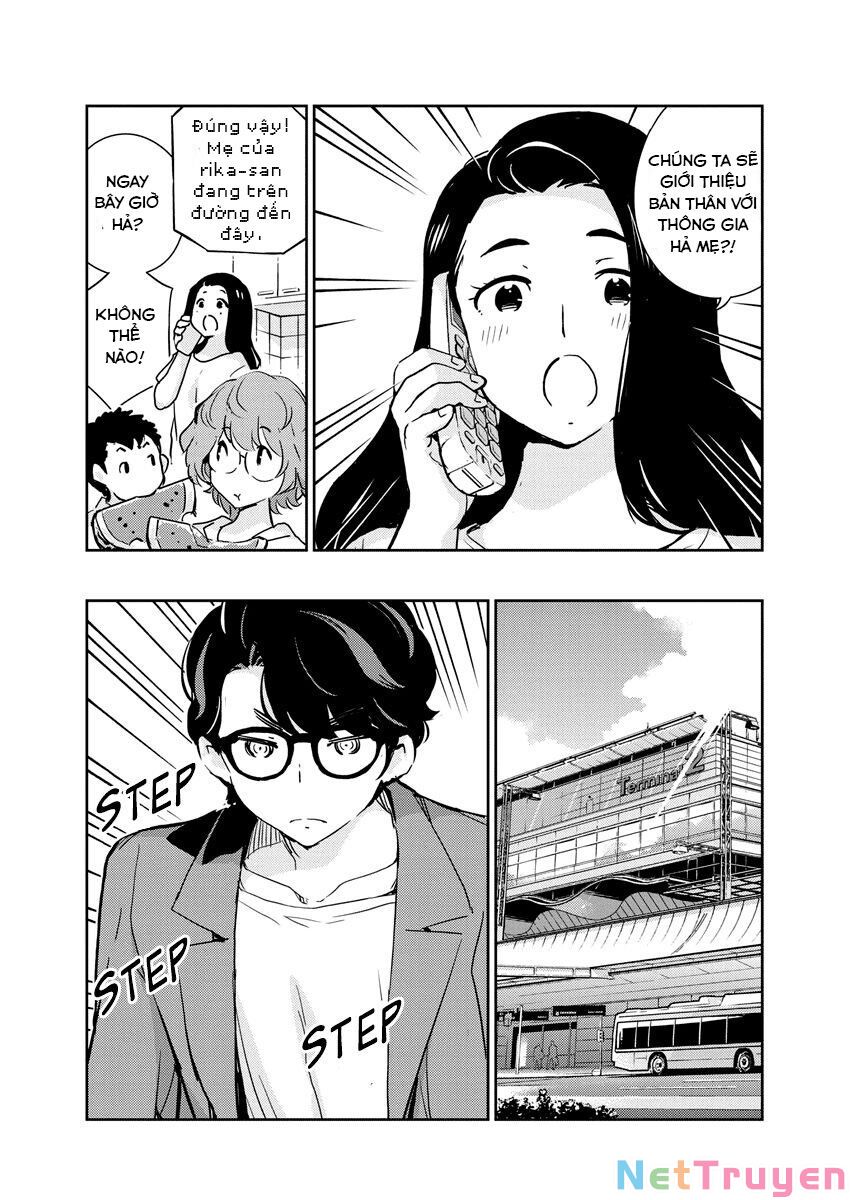 CHÚNG TA SẼ
GIỚI THIỆU
BẢN THÂN VỚI
THÔNG GIA
HẢ MẸ?!
Đúng vậy!
Mẹ của
rika-san
đang trên
đường đến
đây.
NGAY
BÂY GIỜ
HẢ?
KHÔNG
THỂ
NÀO!
Terminal 2
STEP
STEP
STEP
NetTruyen